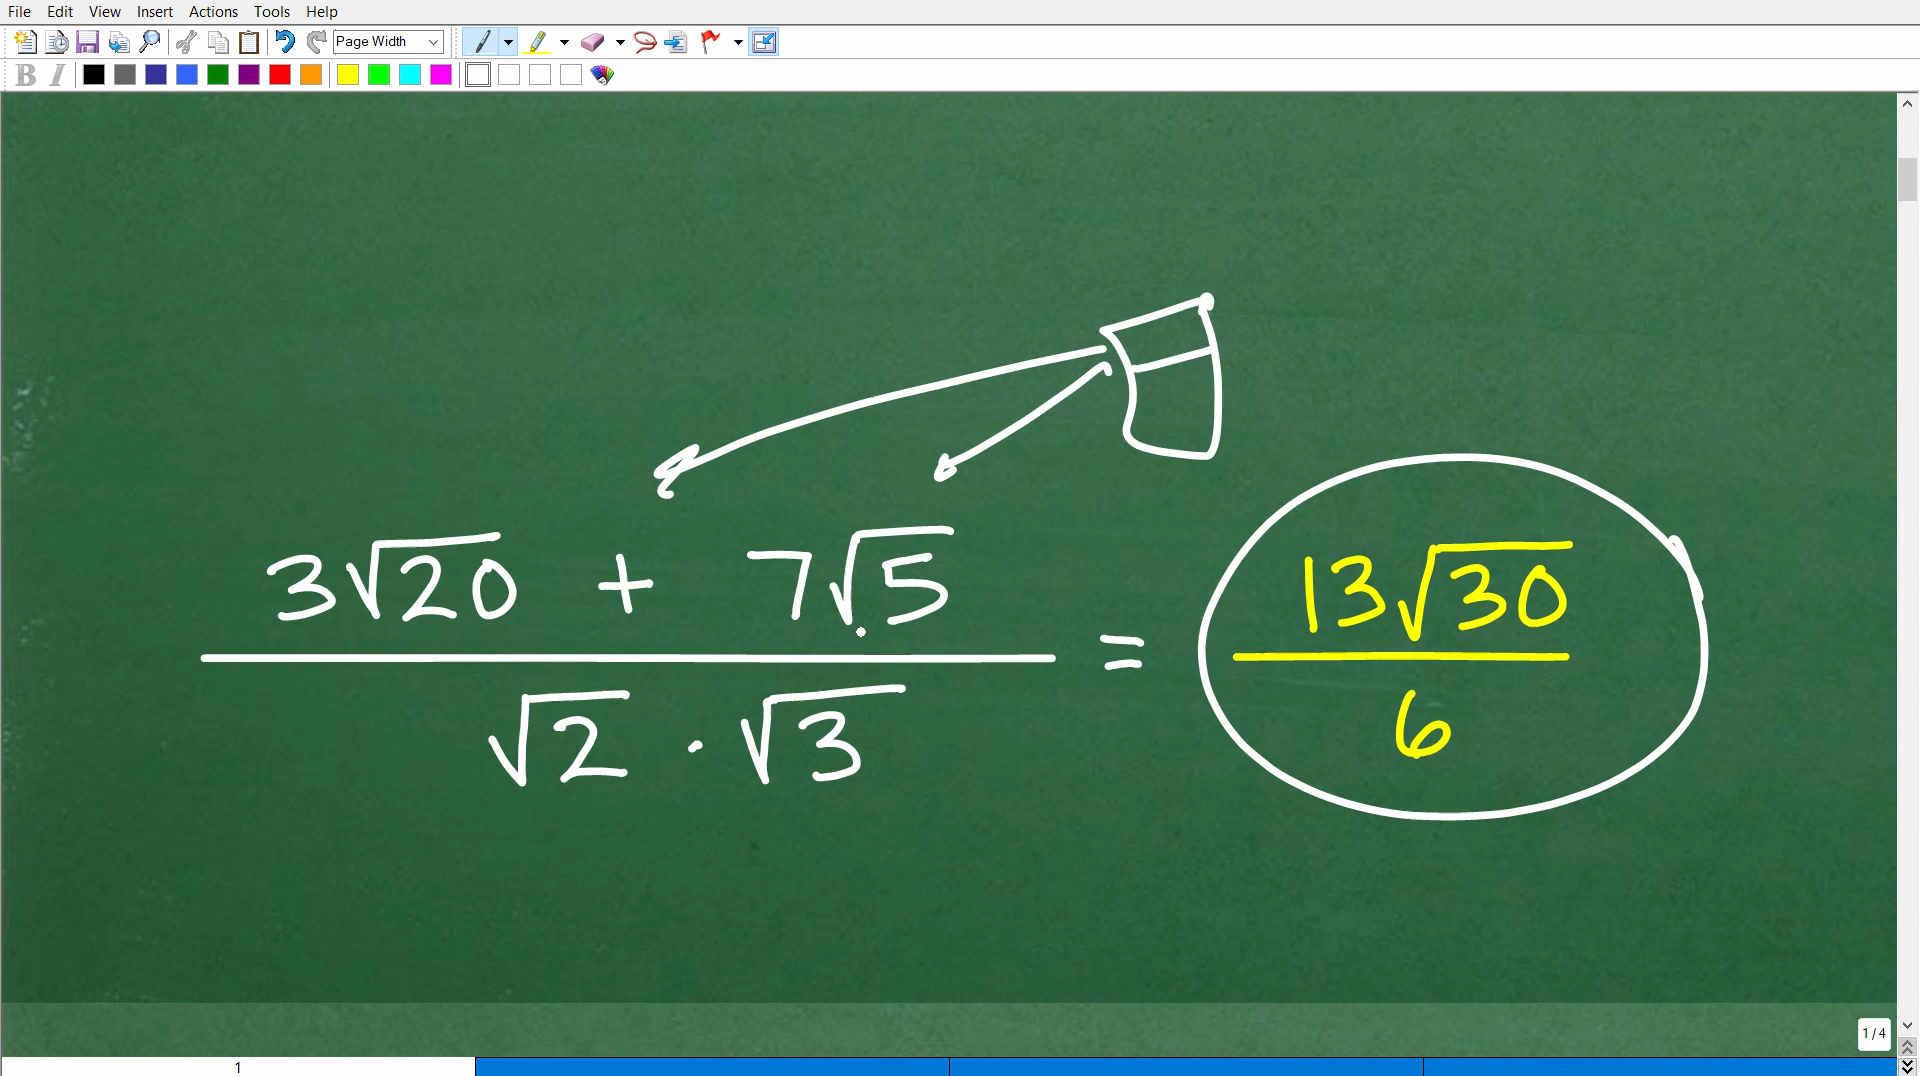 File Edit View Insert Actions Tools Help
Page Width
B I
3√20 + 7√5
= 13√30
√2 · √3
6
1 / 4
1